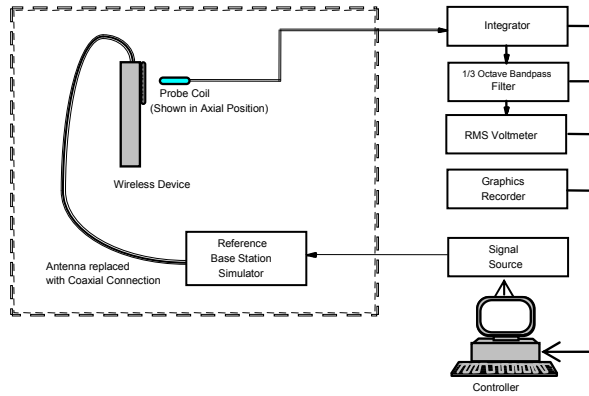 Integrator
1/3 Octave Bandpass
Filter
Probe Coil
(Shown in Axial Position)
RMS Voltmeter
Wireless Device
Graphics
Recorder
Reference
Base Station
Simulator
Signal
Source
Antenna replaced
with Coaxial Connection
Controller